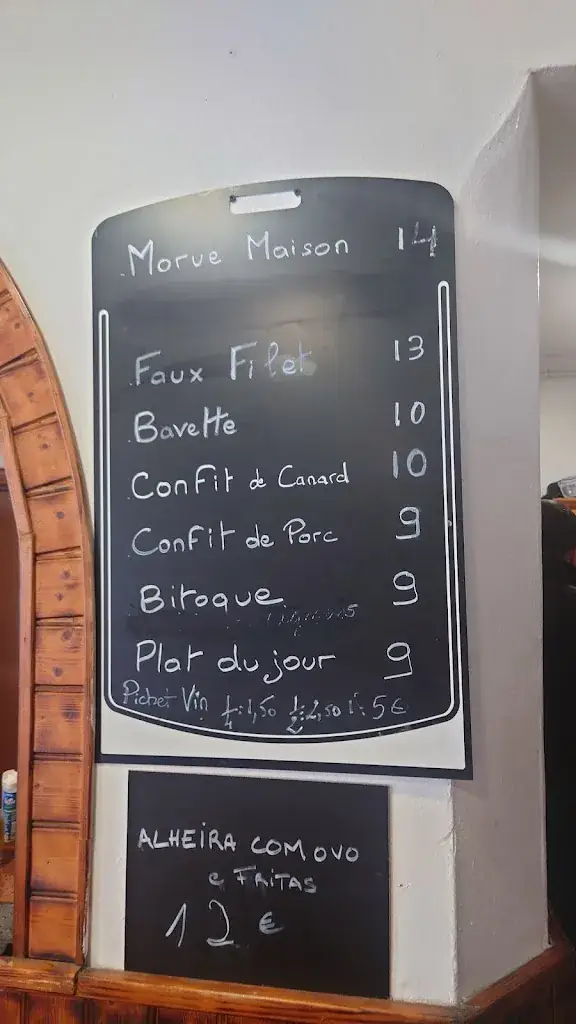 .Morue Maison 14
.Faux Filet 13
.Bavette 10
.Confit de Canard 10
.Confit de Porc 9
.Bitoque 9
Plat du jour 9
Pichet Vin 1/4:1,50 1/2:2,50 1: 5€
ALHEIRA COM OVO
e FRITAS
12 €